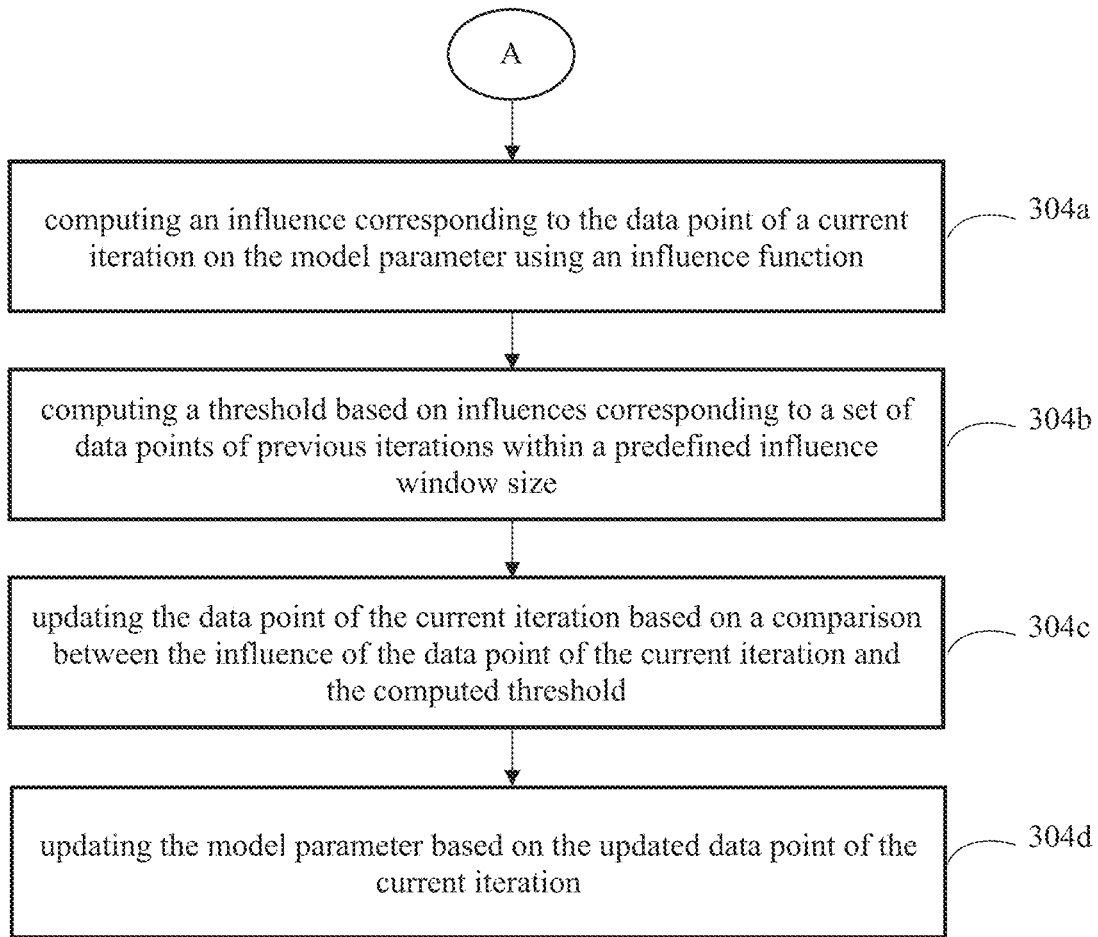 A
computing an influence corresponding to the data point of a current
iteration on the model parameter using an influence function
304a
computing a threshold based on influences corresponding to a set of
data points of previous iterations within a predefined influence
window size
304b
updating the data point of the current iteration based on a comparison
between the influence of the data point of the current iteration and
the computed threshold
304c
updating the model parameter based on the updated data point of the
current iteration
304d